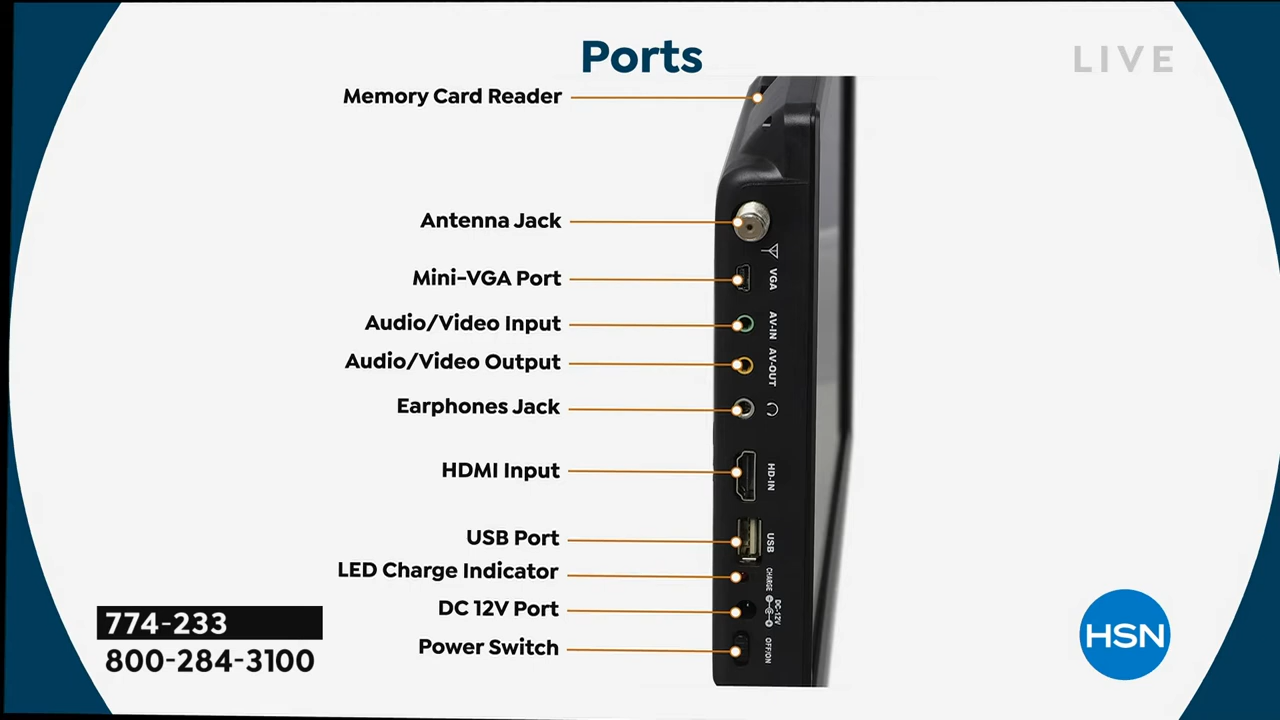 Ports
LIVE
Memory Card Reader
Antenna Jack
Mini-VGA Port
VGA
Audio/Video Input
AV-IN
Audio/Video Output
AV-OUT
Earphones Jack
HDMI Input
HD-IN
USB Port
USB
LED Charge Indicator
CHARGE
DC 12V Port
DC-12V
Power Switch
OFF/ON
774-233
800-284-3100
HSN